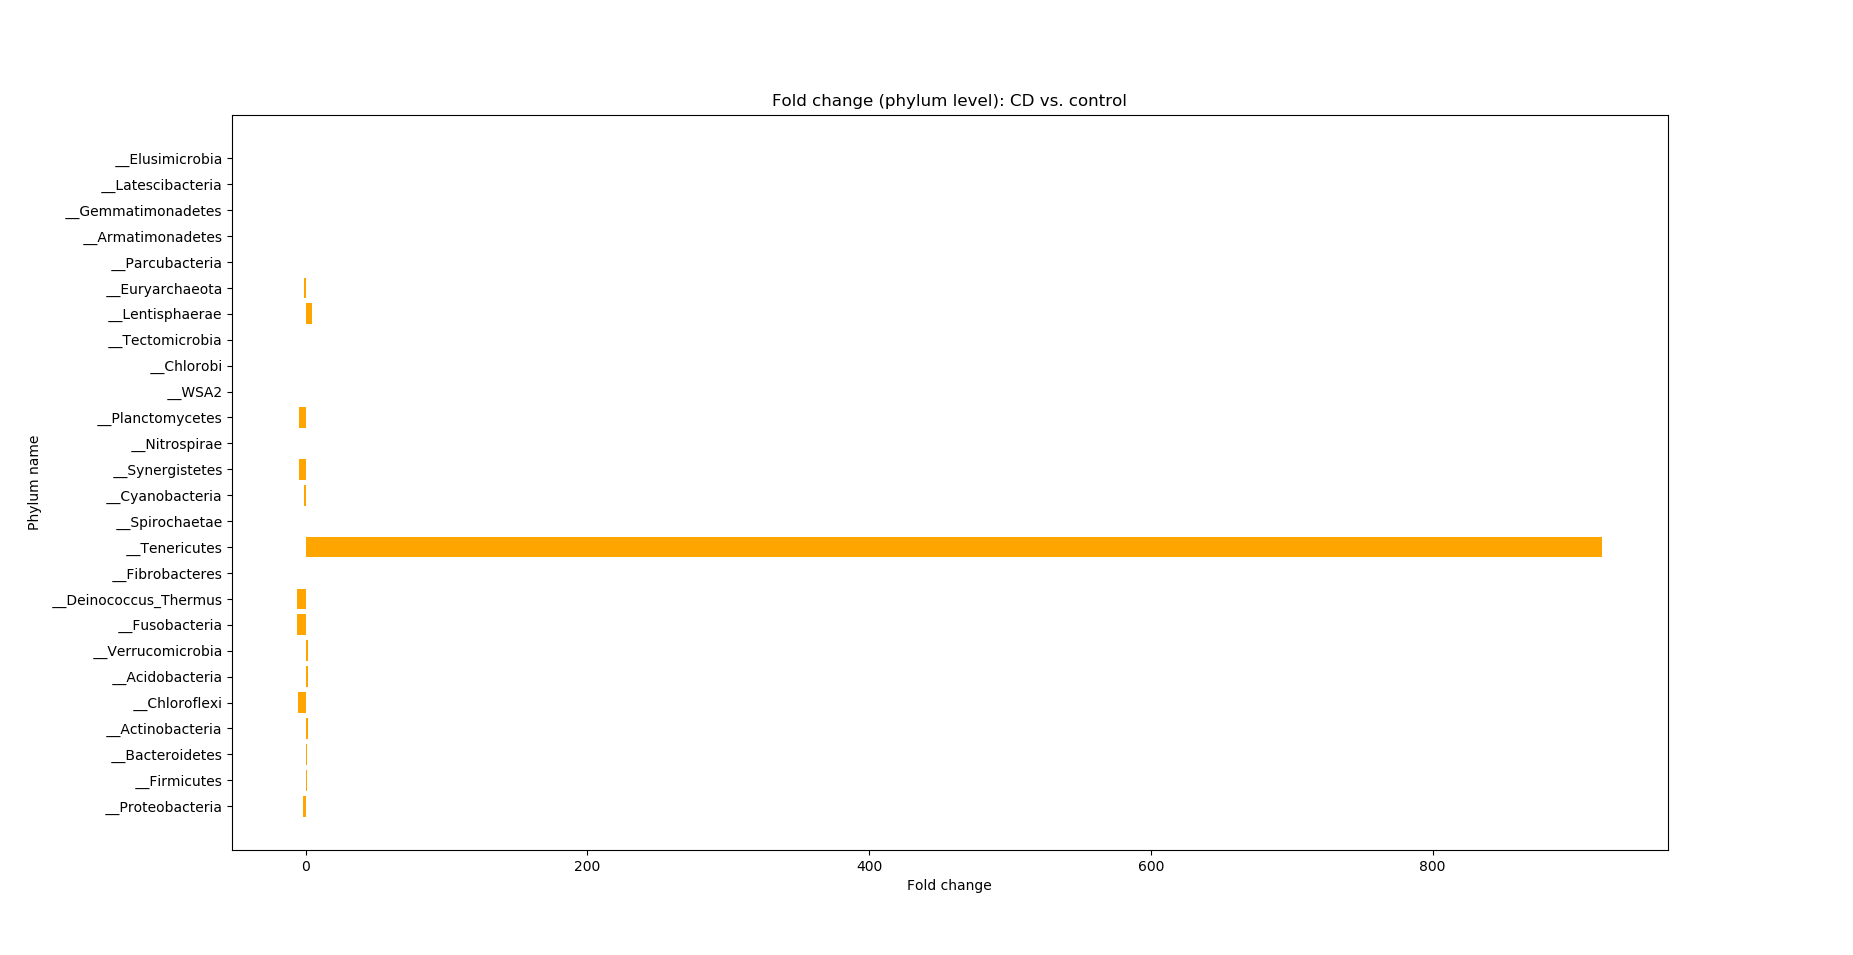 Fold change (phylum level): CD vs. control
__Elusimicrobia
__Latescibacteria
__Gemmatimonadetes
__Armatimonadetes
__Parcubacteria
__Euryarchaeota
__Lentisphaerae
__Tectomicrobia
__Chlorobi
__WSA2
__Planctomycetes
__Nitrospirae
__Synergistetes
__Cyanobacteria
__Spirochaetae
__Tenericutes
__Fibrobacteres
__Deinococcus_Thermus
__Fusobacteria
__Verrucomicrobia
__Acidobacteria
__Chloroflexi
__Actinobacteria
__Bacteroidetes
__Firmicutes
__Proteobacteria
Phylum name
0 200 400 600 800
Fold change